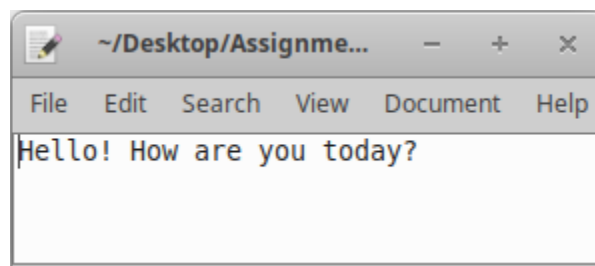 ~/Desktop/Assignme...
File Edit Search View Document Help
Hello! How are you today?